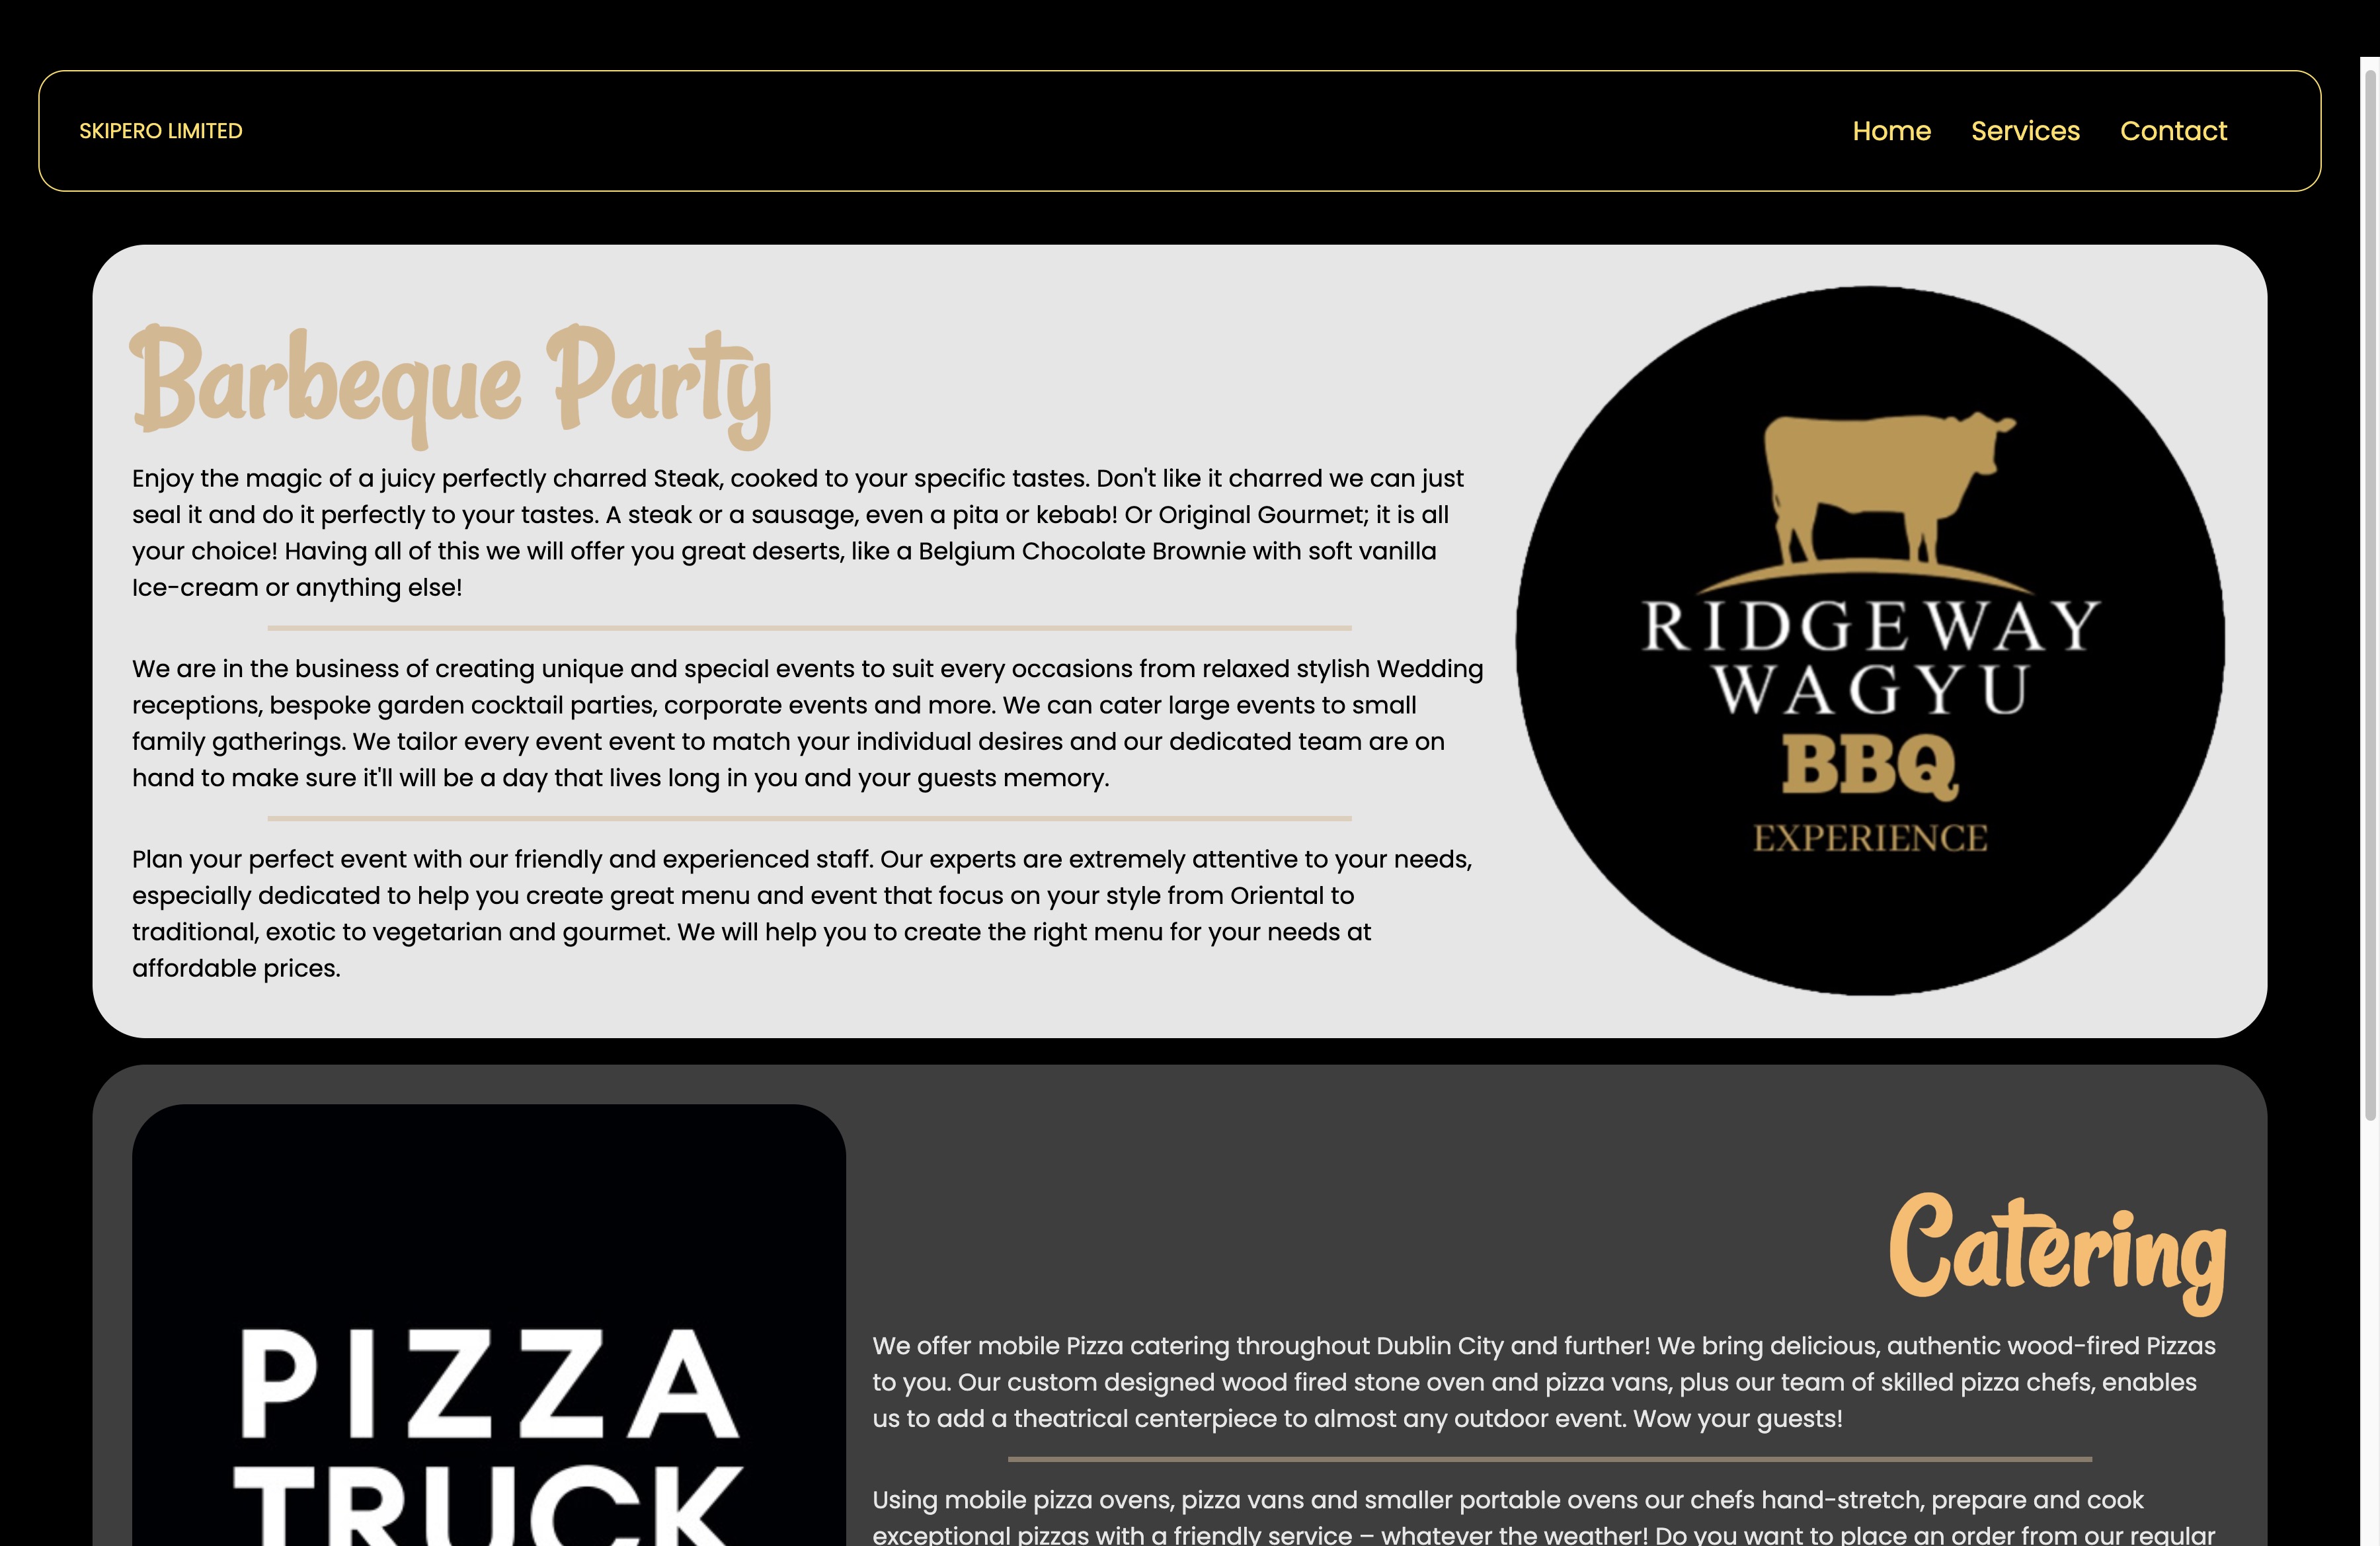 SKIPERO LIMITED
Home Services Contact
Barbeque Party
Enjoy the magic of a juicy perfectly charred Steak, cooked to your specific tastes. Don't like it charred we can just
seal it and do it perfectly to your tastes. A steak or a sausage, even a pita or kebab! Or Original Gourmet; it is all
your choice! Having all of this we will offer you great deserts, like a Belgium Chocolate Brownie with soft vanilla
Ice-cream or anything else!
We are in the business of creating unique and special events to suit every occasions from relaxed stylish Wedding
receptions, bespoke garden cocktail parties, corporate events and more. We can cater large events to small
family gatherings. We tailor every event event to match your individual desires and our dedicated team are on
hand to make sure it'll will be a day that lives long in you and your guests memory.
Plan your perfect event with our friendly and experienced staff. Our experts are extremely attentive to your needs,
especially dedicated to help you create great menu and event that focus on your style from Oriental to
traditional, exotic to vegetarian and gourmet. We will help you to create the right menu for your needs at
affordable prices.
RIDGEWAY
WAGYU
BBQ
EXPERIENCE
PIZZA
TRUCK
Catering
We offer mobile Pizza catering throughout Dublin City and further! We bring delicious, authentic wood-fired Pizzas
to you. Our custom designed wood fired stone oven and pizza vans, plus our team of skilled pizza chefs, enables
us to add a theatrical centerpiece to almost any outdoor event. Wow your guests!
Using mobile pizza ovens, pizza vans and smaller portable ovens our chefs hand-stretch, prepare and cook
exceptional pizzas with a friendly service – whatever the weather! Do you want to place an order from our regular